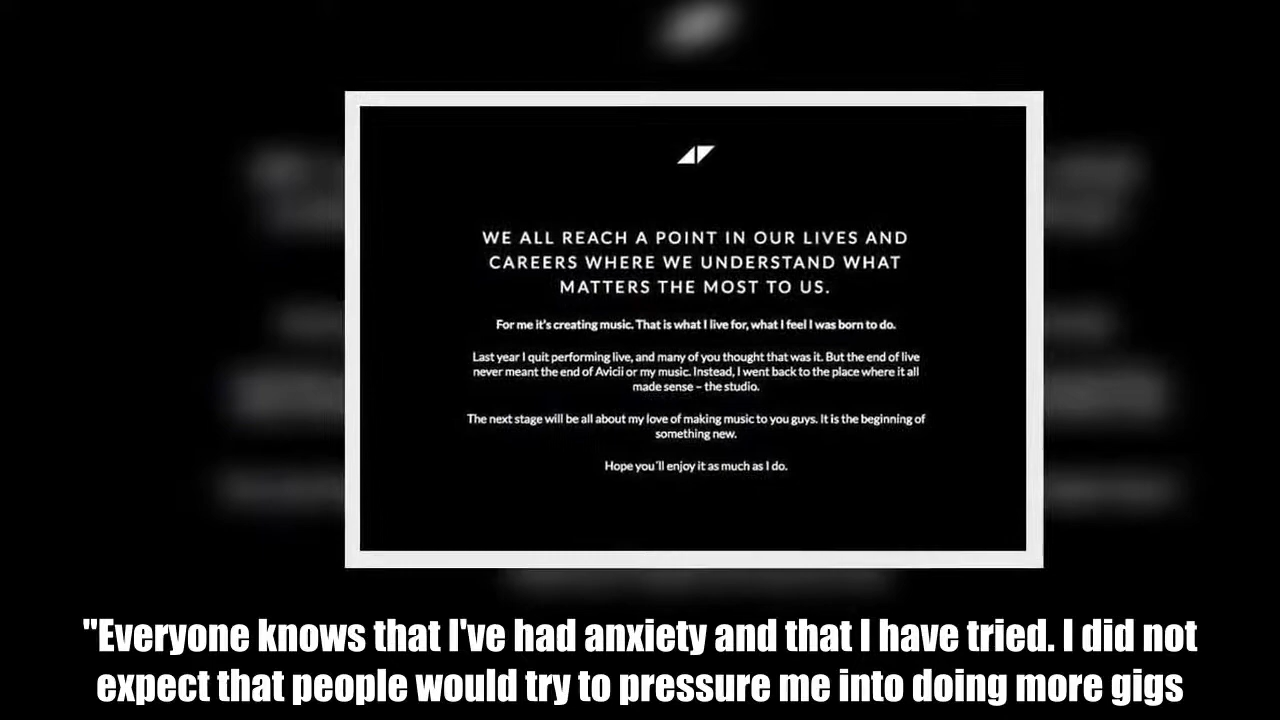 WE ALL REACH A POINT IN OUR LIVES AND
CAREERS WHERE WE UNDERSTAND WHAT
MATTERS THE MOST TO US.
For me it's creating music. That is what I live for, what I feel I was born to do.
Last year I quit performing live, and many of you thought that was it. But the end of live
never meant the end of Avicii or my music. Instead, I went back to the place where it all
made sense – the studio.
The next stage will be all about my love of making music to you guys. It is the beginning of
something new.
Hope you´ll enjoy it as much as I do.
"Everyone knows that I've had anxiety and that I have tried. I did not
expect that people would try to pressure me into doing more gigs